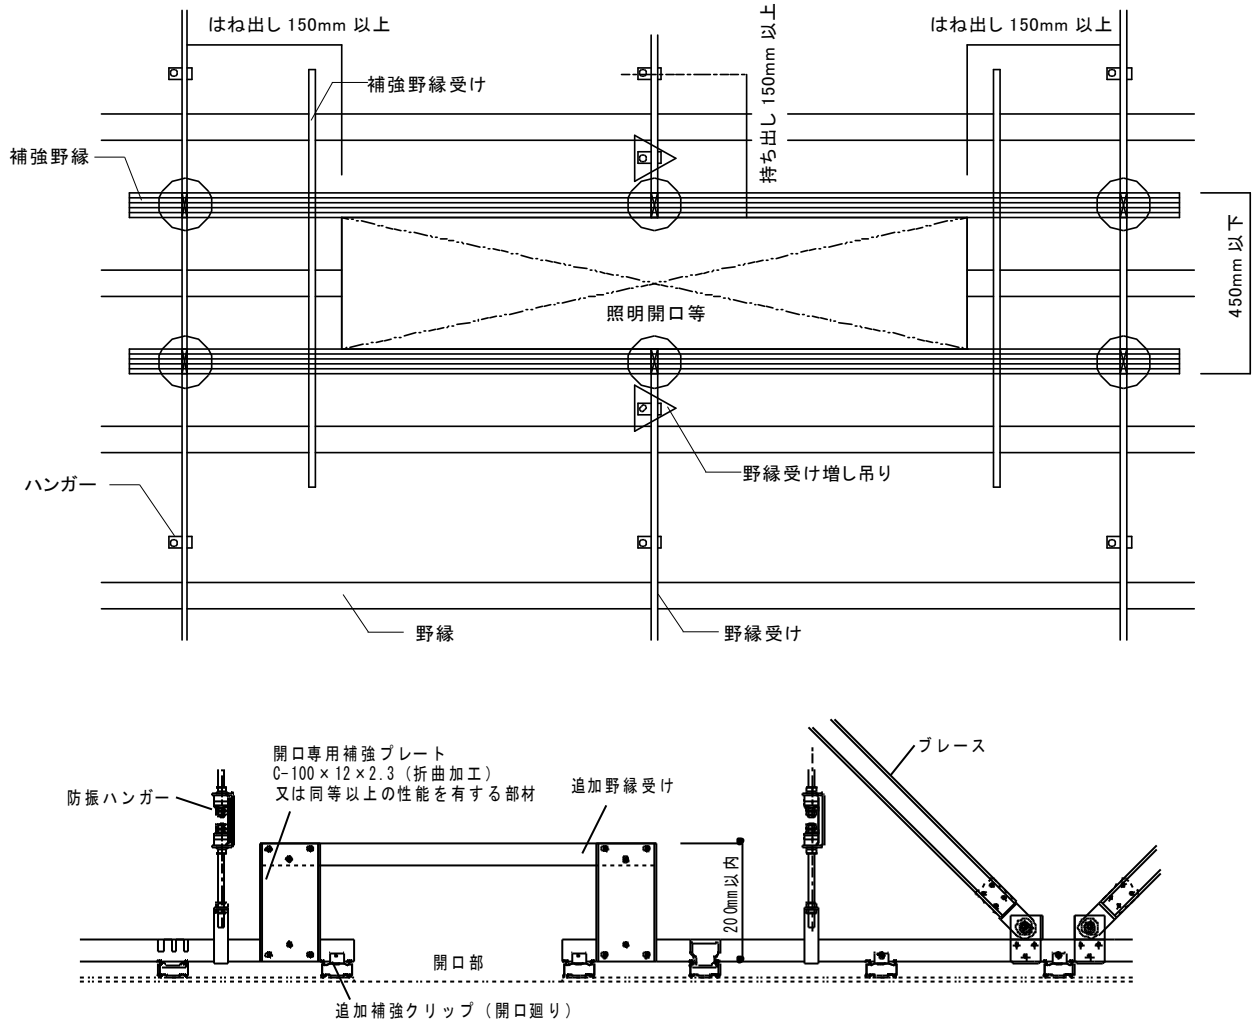 はね出し 150mm 以上
持ち出し 150mm 以上
はね出し 150mm 以上
補強野縁受け
補強野縁
照明開口等
450mm 以下
野縁受け増し吊り
ハンガー
野縁
野縁受け
ブレース
開口専用補強プレート
C-100×12×2.3 (折曲加工)
又は同等以上の性能を有する部材
防振ハンガー
追加野縁受け
200mm以内
開口部
追加補強クリップ (開口廻り)